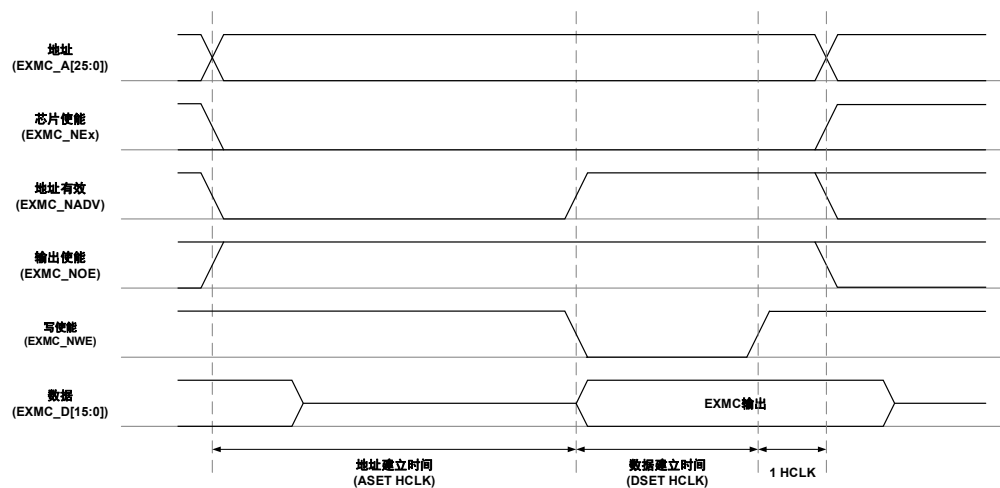 地址
(EXMC_A[25:0])
芯片使能
(EXMC_NEx)
地址有效
(EXMC_NADV)
输出使能
(EXMC_NOE)
写使能
(EXMC_NWE)
数据
(EXMC_D[15:0])
EXMC输出
地址建立时间
(ASET HCLK)
数据建立时间
(DSET HCLK)
1 HCLK